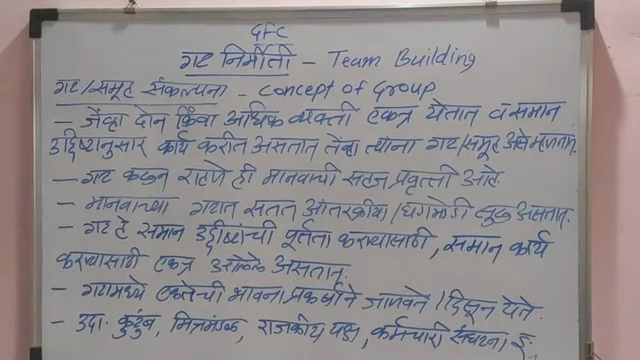 GFC
गट निर्मीती - Team Building
गट/समूह संकल्पना - Concept of Group
- जेंव्हा दोन किंवा अधिक व्यक्ती एकत्र येतात व समान
उद्दिष्टानुसार कार्य करीत असतात तेंव्हा त्यांना गट/समूह असे म्हणतात.
- गट करून राहणे ही मानवाची सहज प्रवृत्ती आहे.
- मानवाच्या गटात सतत आंतरक्रीया/घडामोडी सुरू असतात.
- गट हे समान उद्दीष्टांची पूर्तता करण्यासाठी, समान कार्य
करण्यासाठी एकत्र आलेले असतात.
- गटामध्ये एकतेची भावना प्रकर्षाने जाणवते/दिसून येते.
- उदा. कुटुंब, मित्रमंडळ, राजकीय पक्ष, कर्मचारी संघटना इ.